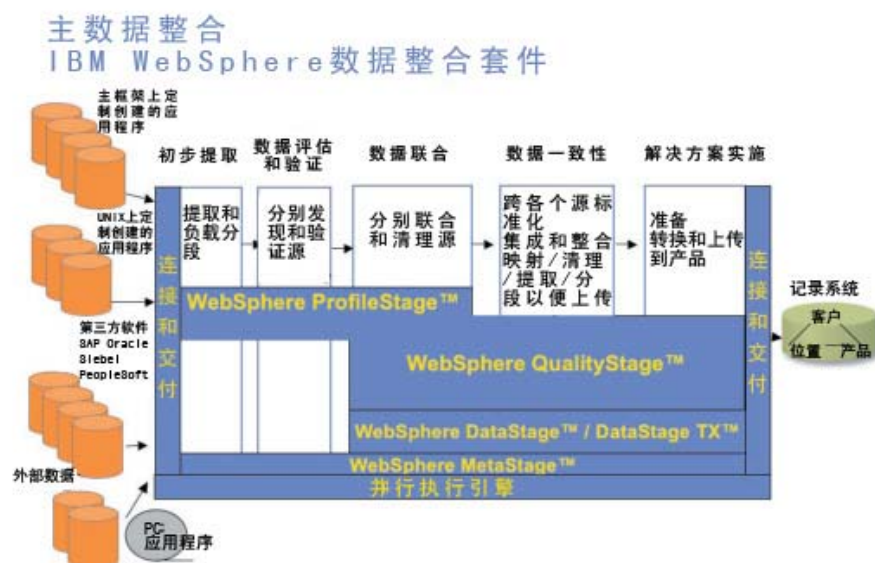 主数据整合
IBM WebSphere数据整合套件
主框架上定
制创建的应
用程序
初步提取
数据评估
和验证
数据联合
数据一致性
解决方案实施
UNIX上定
制创建的
应用程序
提取和
负载分
段
分别发
现和验
证源
分别联合
和清理源
跨各个源标
准化
集成和整合
映射/清理
/提取/分
段以便上传
准备
转换和上传
到产品
连接和交付
连接和交付
WebSphere ProfileStage™
第三方软件
SAP Oracle
Siebel
PeopleSoft
WebSphere QualityStage™
记录系统
客户
位置
产品
WebSphere DataStage™ / DataStage TX™
WebSphere MetaStage™
外部数据
并行执行引擎
PC
应用程序